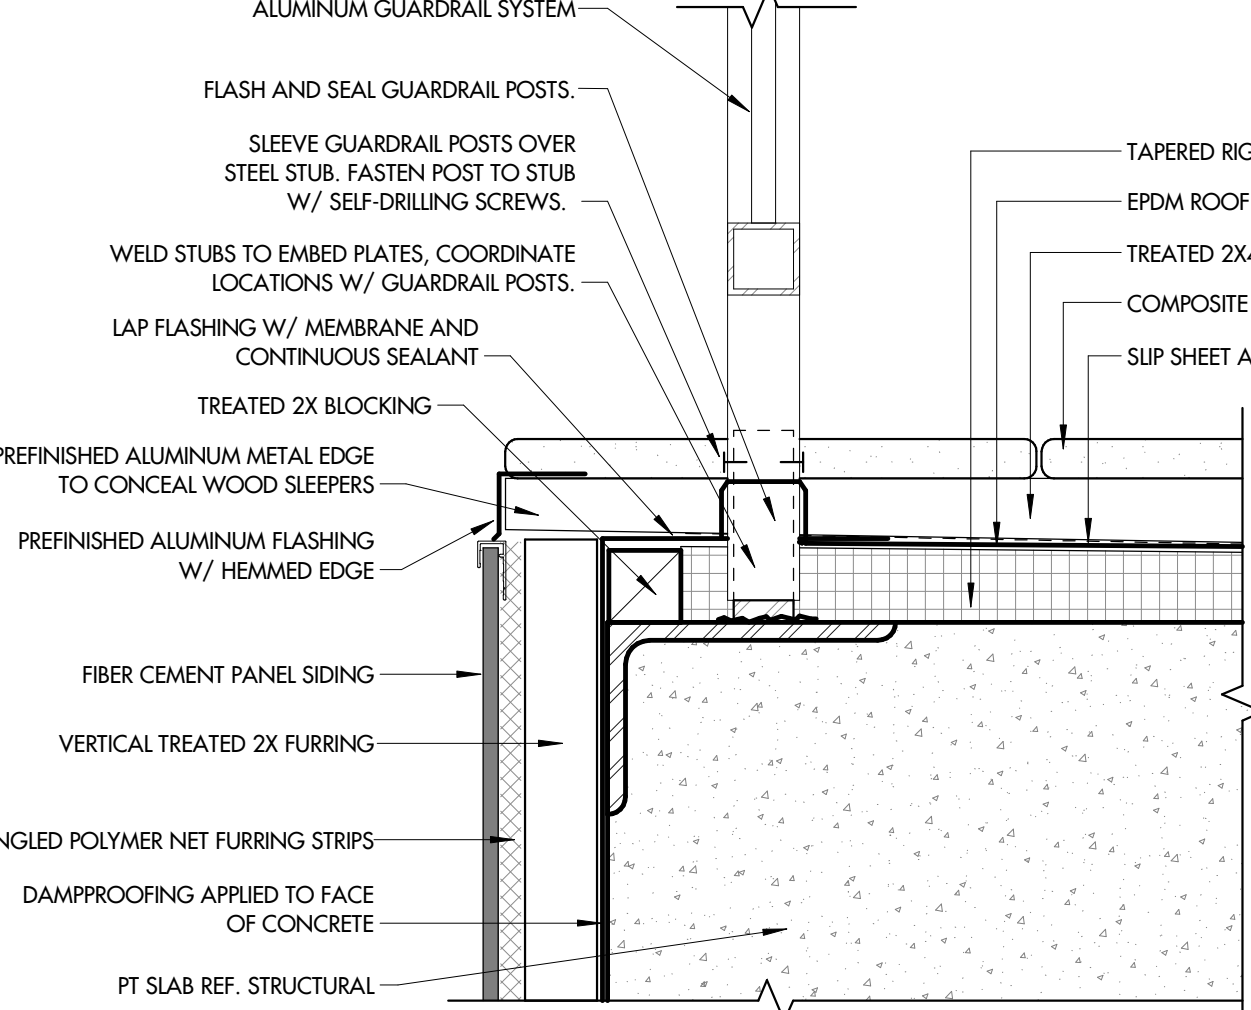 ALUMINUM GUARDRAIL SYSTEM
FLASH AND SEAL GUARDRAIL POSTS.
SLEEVE GUARDRAIL POSTS OVER
STEEL STUB. FASTEN POST TO STUB
W/ SELF-DRILLING SCREWS.
WELD STUBS TO EMBED PLATES, COORDINATE
LOCATIONS W/ GUARDRAIL POSTS.
LAP FLASHING W/ MEMBRANE AND
CONTINUOUS SEALANT
TREATED 2X BLOCKING
PREFINISHED ALUMINUM METAL EDGE
TO CONCEAL WOOD SLEEPERS
PREFINISHED ALUMINUM FLASHING
W/ HEMMED EDGE
FIBER CEMENT PANEL SIDING
VERTICAL TREATED 2X FURRING
NGLED POLYMER NET FURRING STRIPS
DAMPPROOFING APPLIED TO FACE
OF CONCRETE
PT SLAB REF. STRUCTURAL
TAPERED RIG
EPDM ROOF
TREATED 2X4
COMPOSITE
SLIP SHEET A